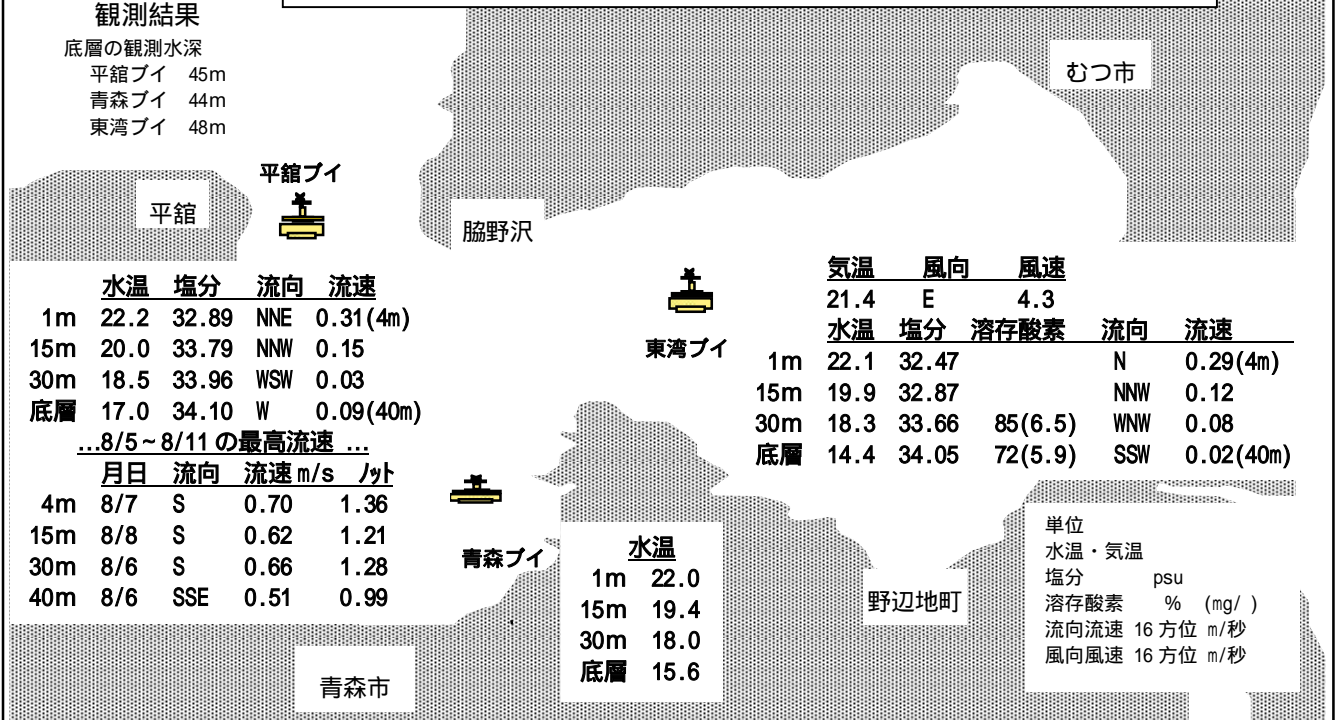 観測結果
底層の観測水深
平舘ブイ 45m
青森ブイ 44m
東湾ブイ 48m
むつ市
平舘ブイ
平舘
脇野沢
水温 塩分 流向 流速
1m 22.2 32.89 NNE 0.31(4m)
15m 20.0 33.79 NNW 0.15
30m 18.5 33.96 WSW 0.03
底層 17.0 34.10 W 0.09(40m)
…8/5~8/11の最高流速 …
月日 流向 流速m/s ノット
4m 8/7 S 0.70 1.36
15m 8/8 S 0.62 1.21
30m 8/6 S 0.66 1.28
40m 8/6 SSE 0.51 0.99
東湾ブイ
気温 風向 風速
21.4 E 4.3
水温 塩分 溶存酸素 流向 流速
1m 22.1 32.47 N 0.29(4m)
15m 19.9 32.87 NNW 0.12
30m 18.3 33.66 85(6.5) WNW 0.08
底層 14.4 34.05 72(5.9) SSW 0.02(40m)
青森ブイ
水温
1m 22.0
15m 19.4
30m 18.0
底層 15.6
野辺地町
青森市
単位
水温・気温
塩分 psu
溶存酸素 % (mg/ )
流向流速 16方位 m/秒
風向風速 16方位 m/秒